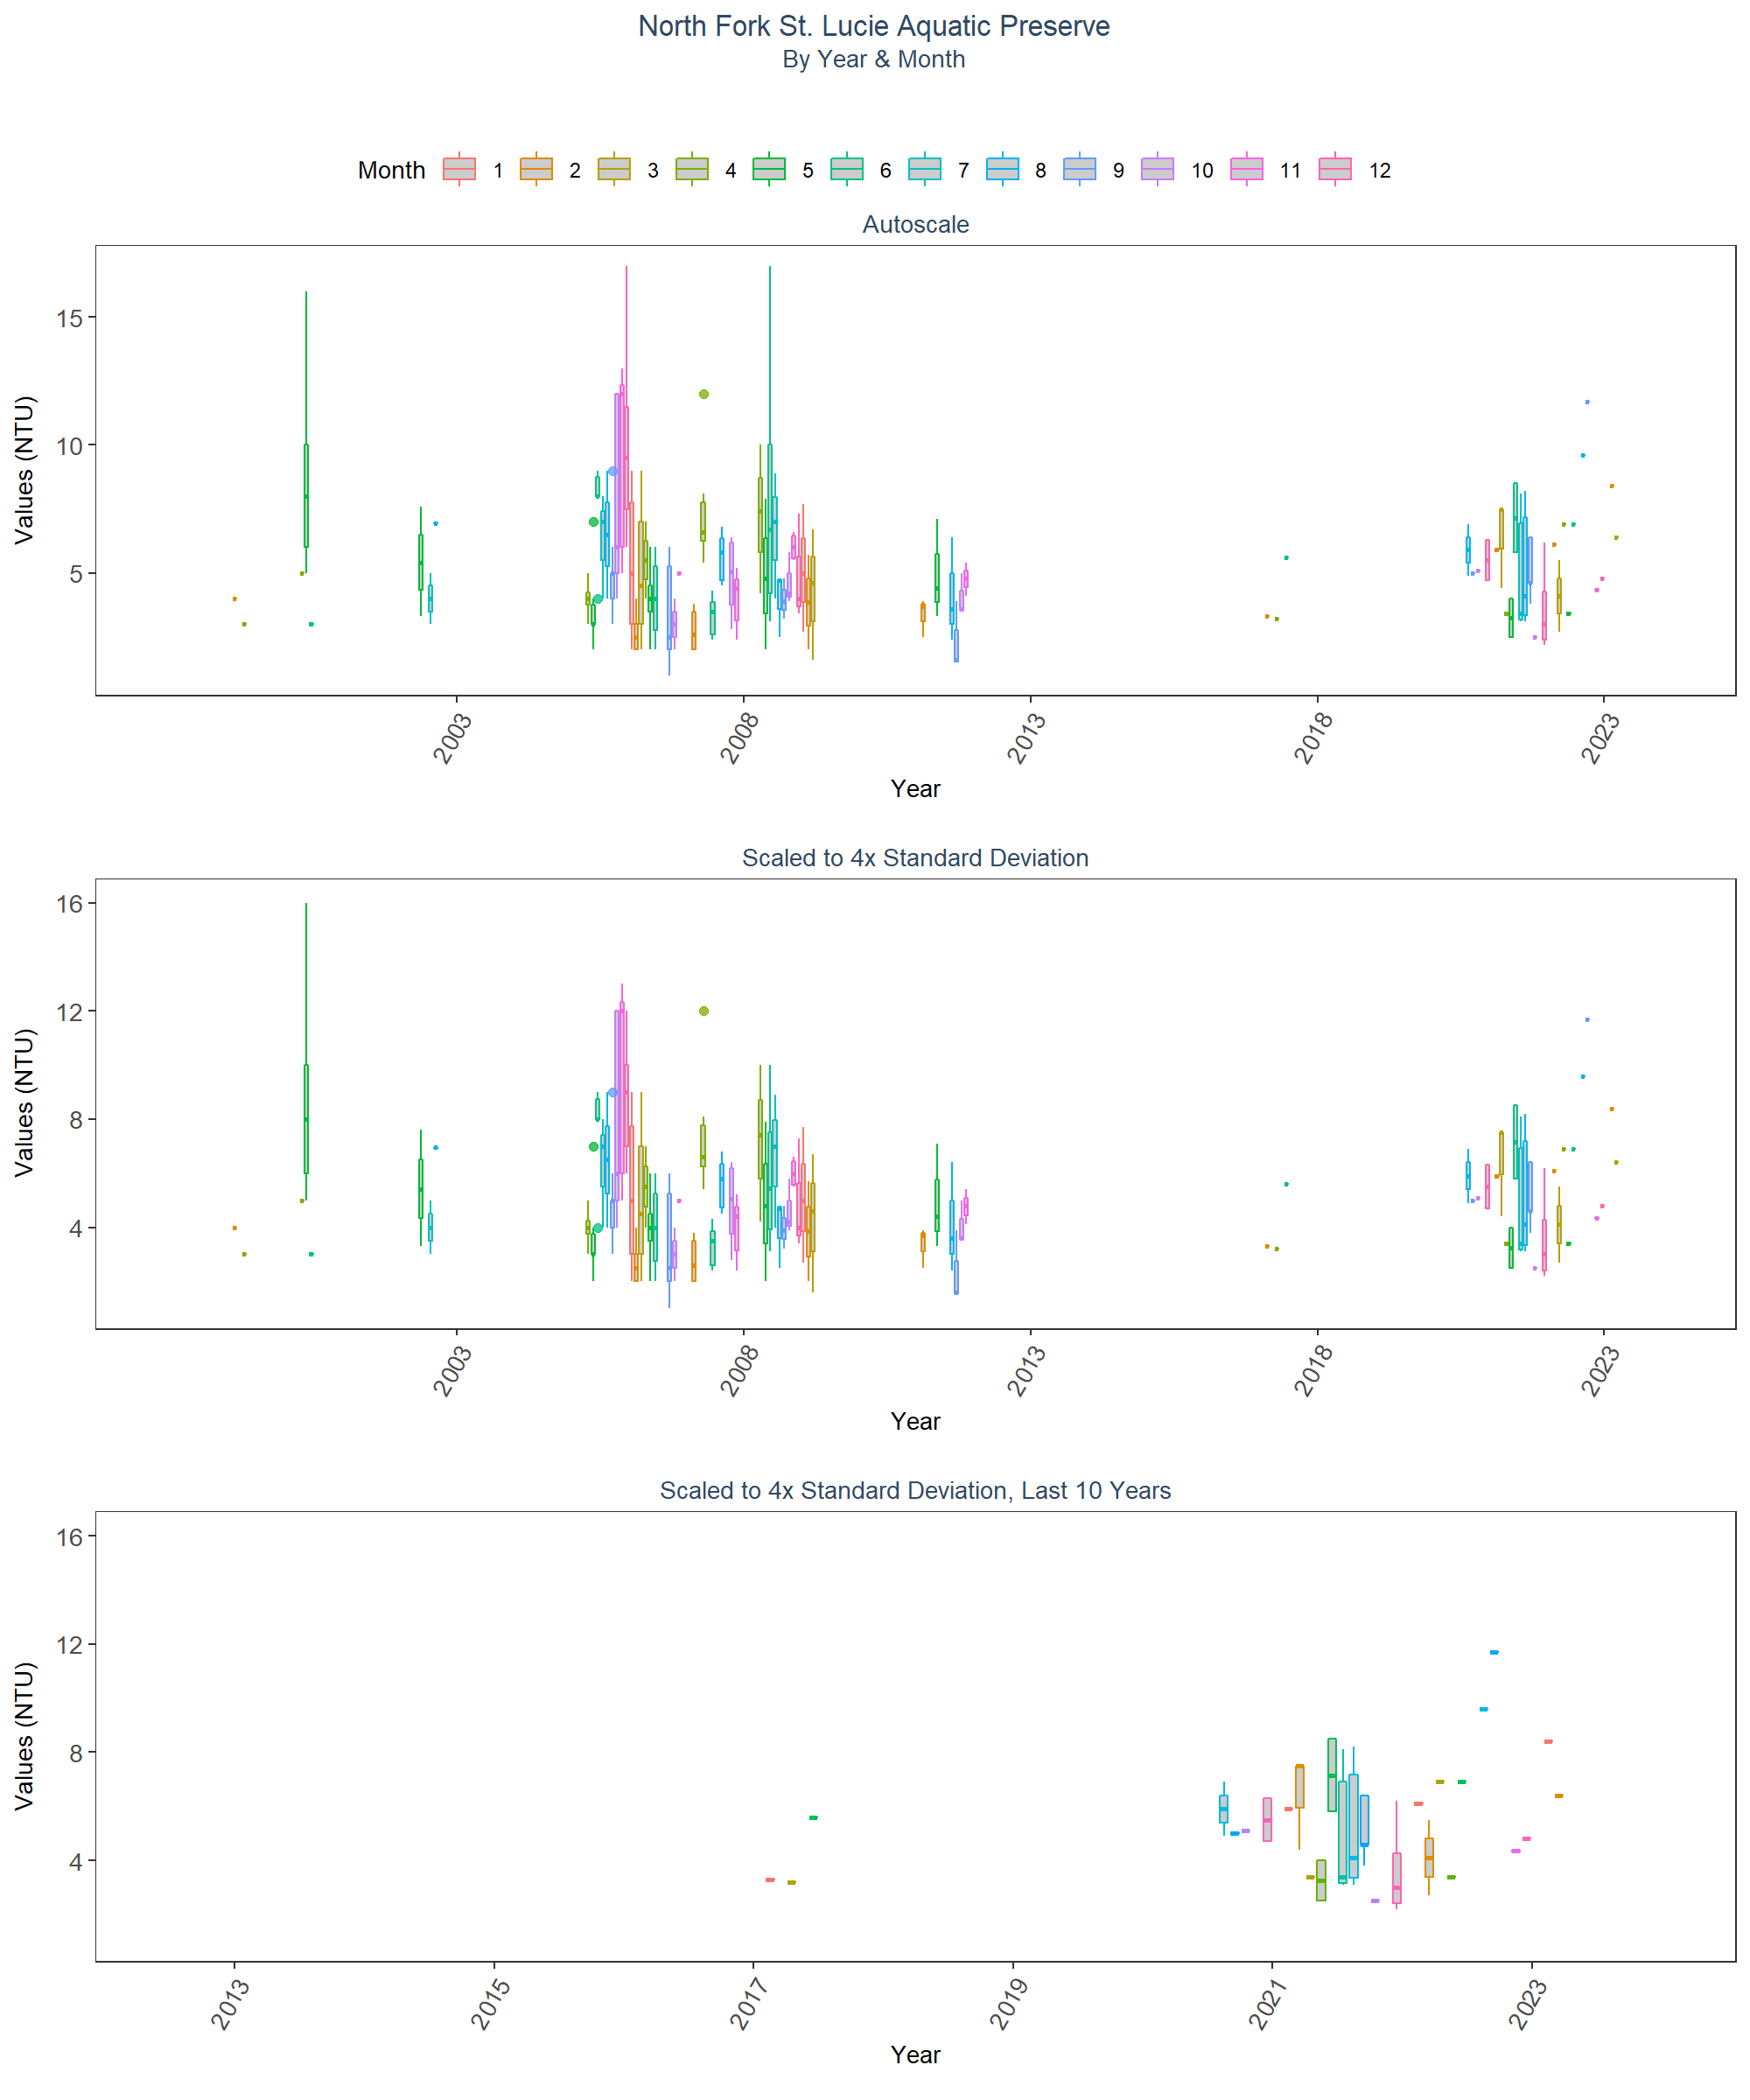 North Fork St. Lucie Aquatic Preserve
By Year & Month
Month 1 2 3 4 5 6 7 8 9 10 11 12
Autoscale
Values (NTU)
15
10
5
2003 2008 2013 2018 2023
Year
Scaled to 4x Standard Deviation
Values (NTU)
16
12
8
4
2003 2008 2013 2018 2023
Year
Scaled to 4x Standard Deviation, Last 10 Years
Values (NTU)
16
12
8
4
2013 2015 2017 2019 2021 2023
Year